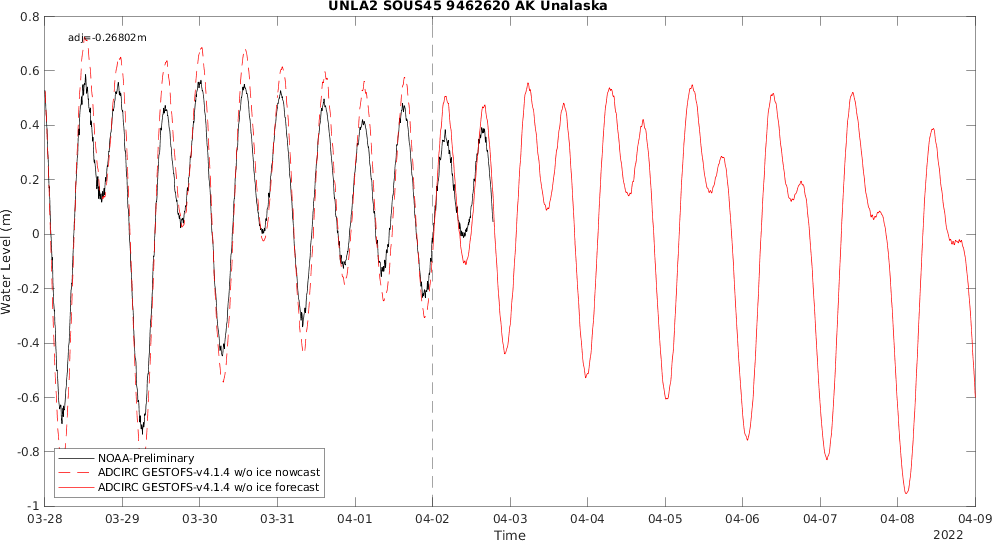 UNLA2 SOUS45 9462620 AK Unalaska
adj=-0.26802m
0.8
0.6
0.4
0.2
0
-0.2
-0.4
-0.6
-0.8
-1
Water Level (m)
NOAA-Preliminary
ADCIRC GESTOFS-v4.1.4 w/o ice nowcast
ADCIRC GESTOFS-v4.1.4 w/o ice forecast
03-28 03-29 03-30 03-31 04-01 04-02 04-03 04-04 04-05 04-06 04-07 04-08 04-09
Time
2022